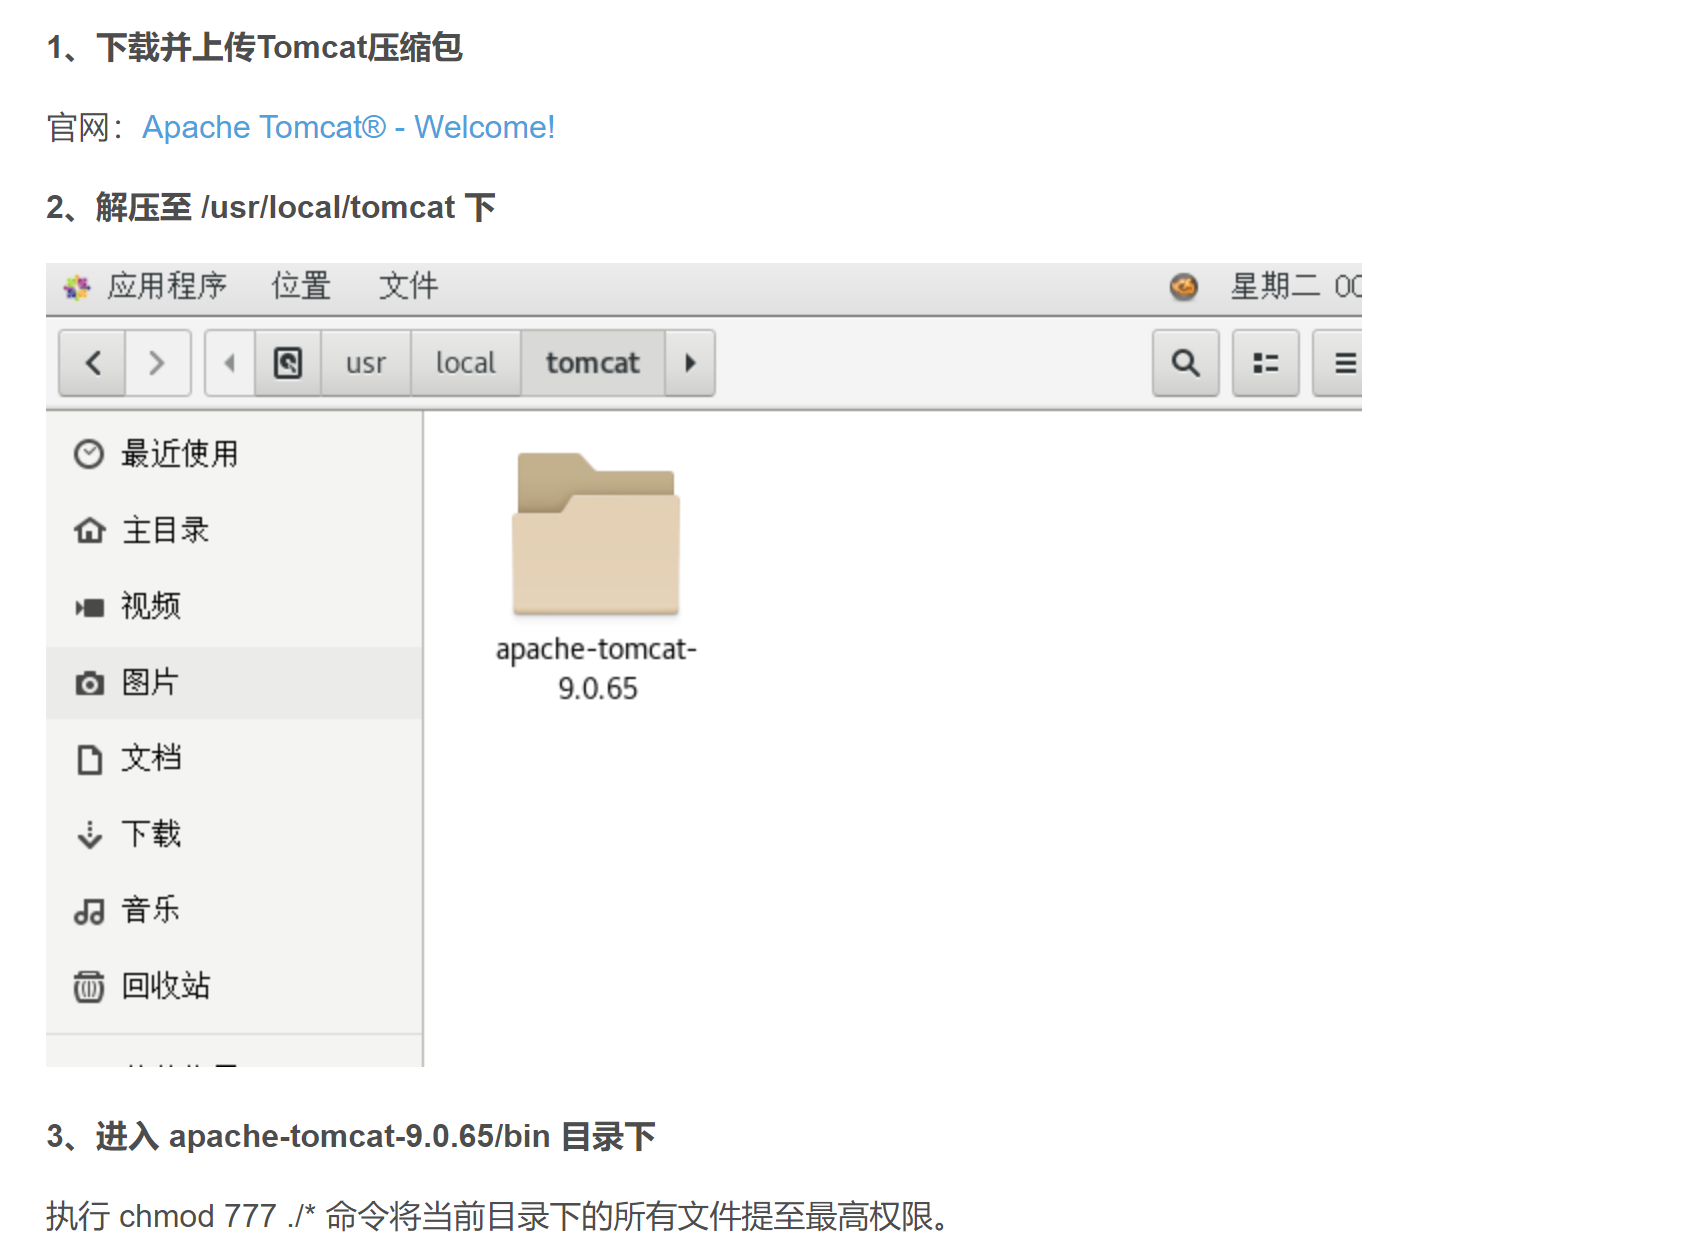 1、下载并上传Tomcat压缩包
官网：Apache Tomcat® - Welcome!
2、解压至 /usr/local/tomcat 下
应用程序 位置 文件 星期二 00
usr local tomcat
最近使用
主目录
视频
图片
文档
下载
音乐
回收站
apache-tomcat-
9.0.65
3、进入 apache-tomcat-9.0.65/bin 目录下
执行 chmod 777 ./* 命令将当前目录下的所有文件提至最高权限。